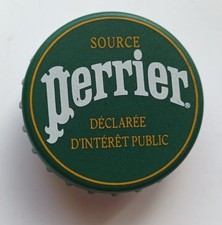 SOURCE
Perrier®
DÉCLARÉE
D'INTÉRÊT PUBLIC